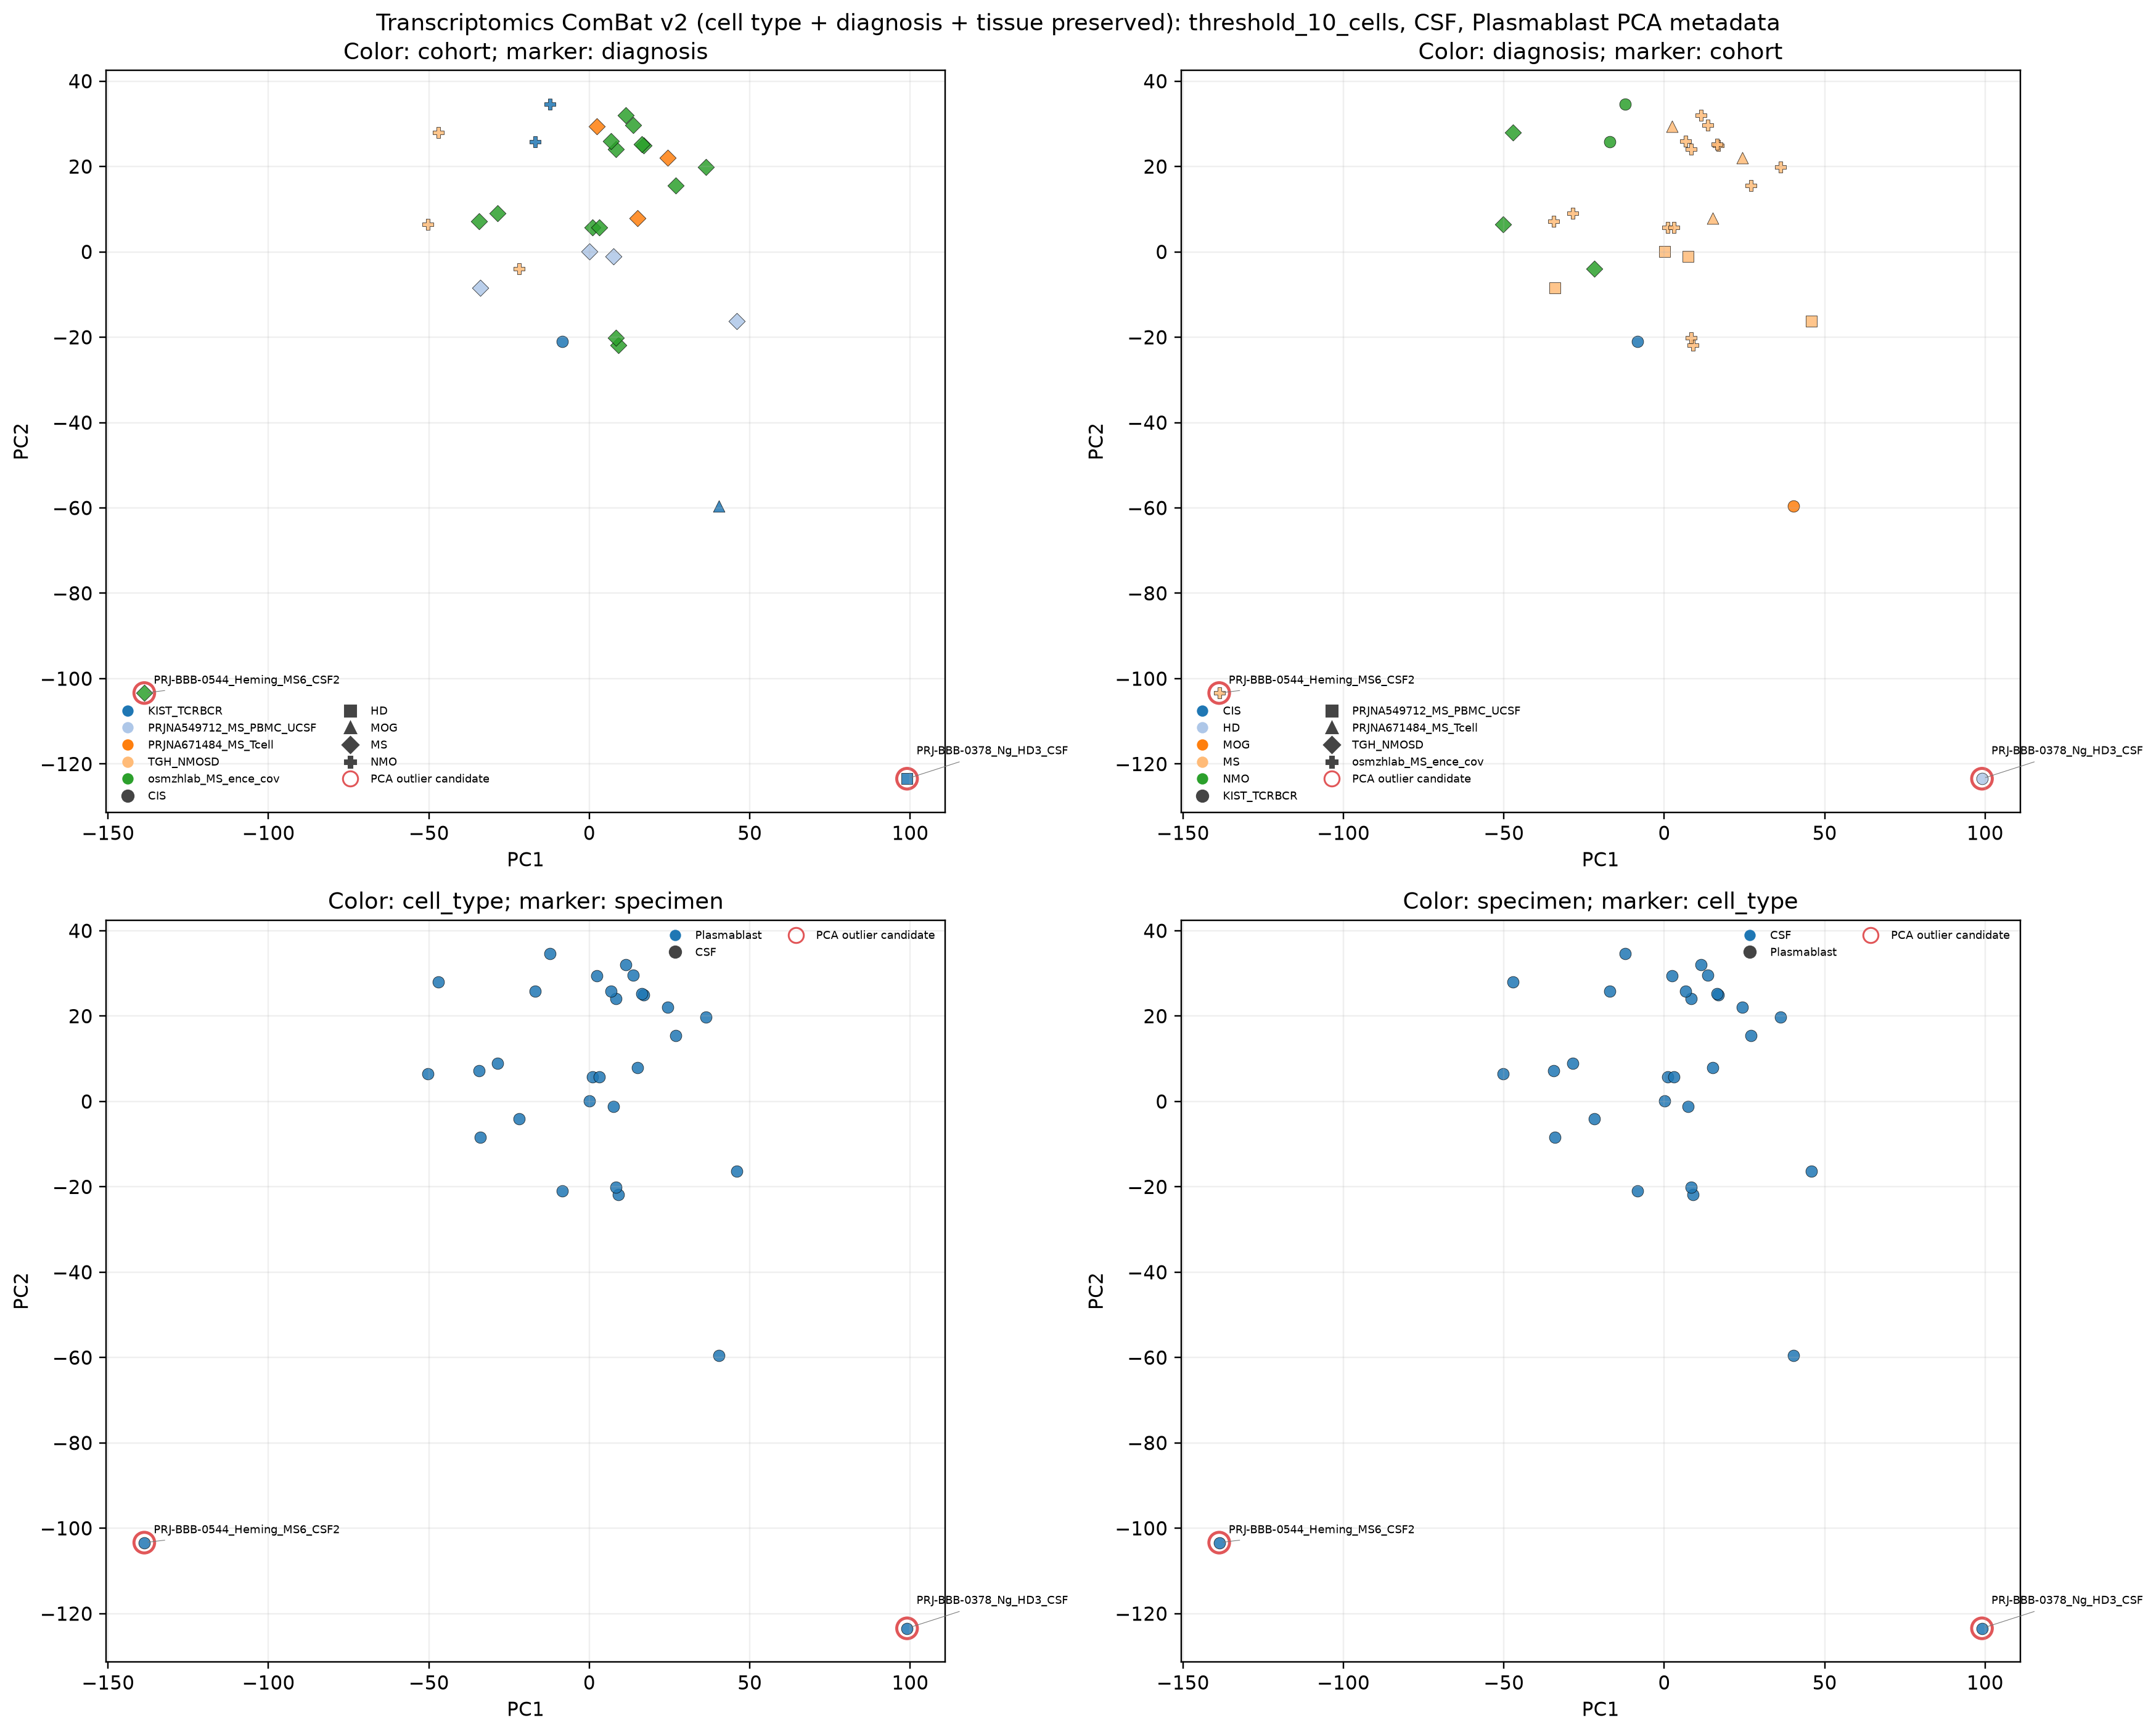 Transcriptomics ComBat v2 (cell type + diagnosis + tissue preserved): threshold_10_cells, CSF, Plasmablast PCA metadata
Color: cohort; marker: diagnosis
40
20
0
−20
−40
−60
−80
−100
−120
PC2
PRJ-BBB-0544_Heming_MS6_CSF2
PRJ-BBB-0378_Ng_HD3_CSF
KIST_TCRBCR
PRJNA549712_MS_PBMC_UCSF
PRJNA671484_MS_Tcell
TGH_NMOSD
osmzhlab_MS_ence_cov
CIS
HD
MOG
MS
NMO
PCA outlier candidate
−150
−100
−50
0
50
100
PC1
Color: diagnosis; marker: cohort
40
20
0
−20
−40
−60
−80
−100
−120
PC2
PRJ-BBB-0544_Heming_MS6_CSF2
PRJ-BBB-0378_Ng_HD3_CSF
CIS
HD
MOG
MS
NMO
KIST_TCRBCR
PRJNA549712_MS_PBMC_UCSF
PRJNA671484_MS_Tcell
TGH_NMOSD
osmzhlab_MS_ence_cov
PCA outlier candidate
−150
−100
−50
0
50
100
PC1
Color: cell_type; marker: specimen
40
20
0
−20
−40
−60
−80
−100
−120
PC2
Plasmablast
CSF
PCA outlier candidate
PRJ-BBB-0544_Heming_MS6_CSF2
PRJ-BBB-0378_Ng_HD3_CSF
−150
−100
−50
0
50
100
PC1
Color: specimen; marker: cell_type
40
20
0
−20
−40
−60
−80
−100
−120
PC2
CSF
Plasmablast
PCA outlier candidate
PRJ-BBB-0544_Heming_MS6_CSF2
PRJ-BBB-0378_Ng_HD3_CSF
−150
−100
−50
0
50
100
PC1